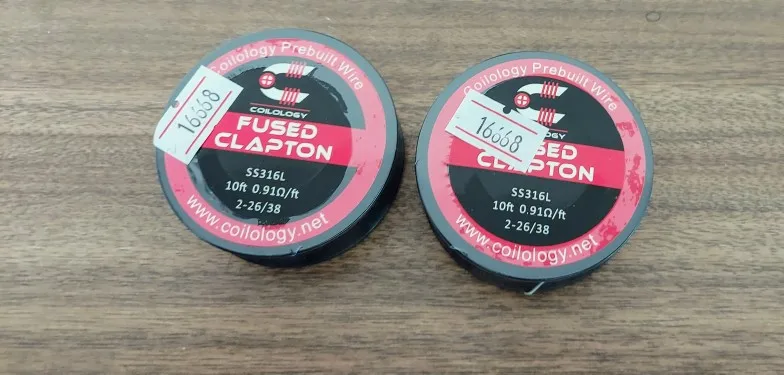 Coilology Prebuilt Wire
16668
COILOLOGY
FUSED
CLAPTON
SS316L
10ft 0.91Ω/ft
2-26/38
www.coilology.net
Coilology Prebuilt Wire
16668
SED
CLAPTON
SS316L
10ft 0.91Ω/ft
2-26/38
www.coilology.net